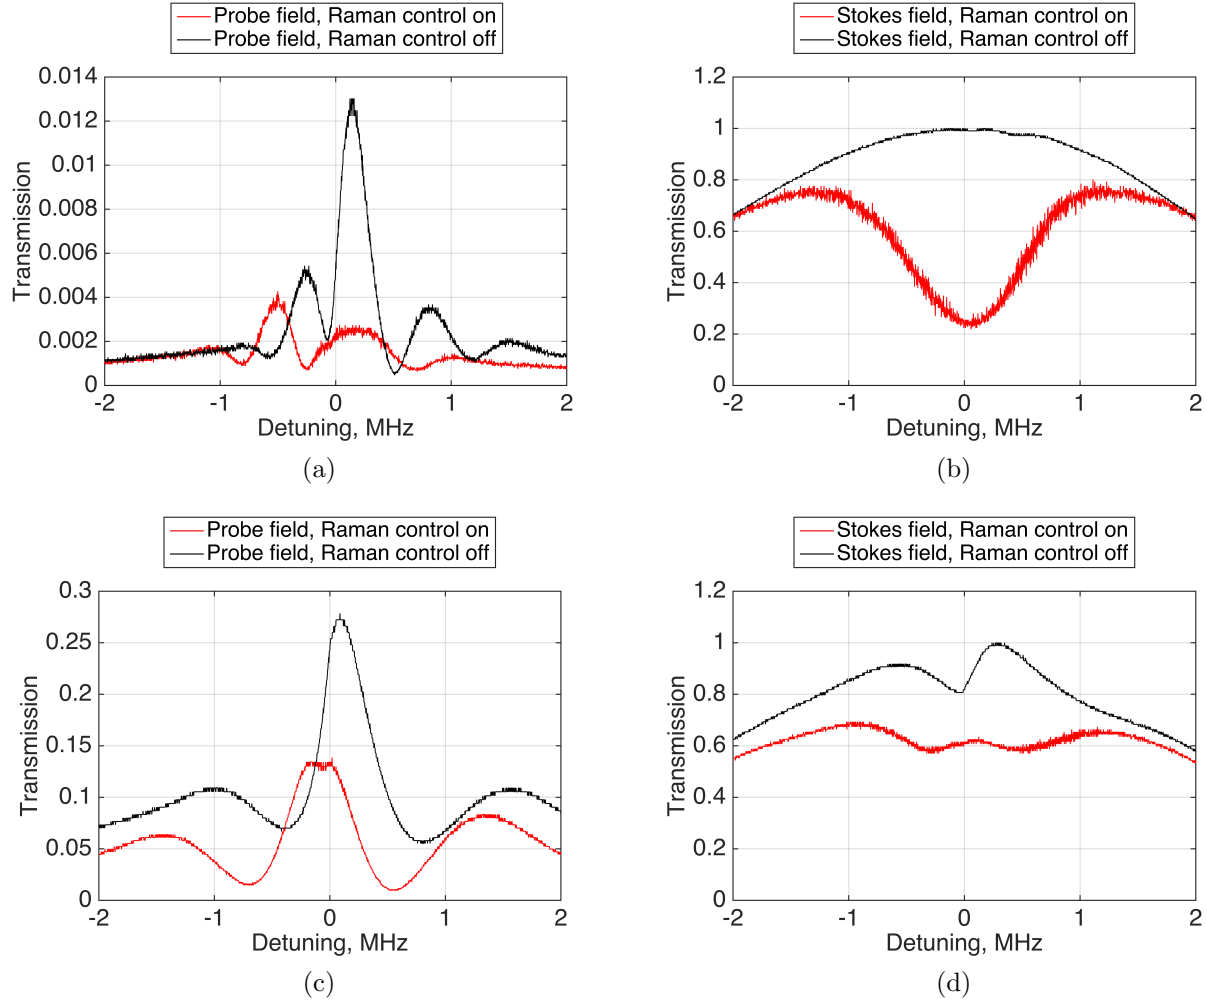 Probe field, Raman control on
Probe field, Raman control off
0.014
0.012
0.01
0.008
0.006
0.004
0.002
0
Transmission
-2 -1 0 1 2
Detuning, MHz
(a)
Stokes field, Raman control on
Stokes field, Raman control off
1.2
1
0.8
0.6
0.4
0.2
0
Transmission
-2 -1 0 1 2
Detuning, MHz
(b)
Probe field, Raman control on
Probe field, Raman control off
0.3
0.25
0.2
0.15
0.1
0.05
0
Transmission
-2 -1 0 1 2
Detuning, MHz
(c)
Stokes field, Raman control on
Stokes field, Raman control off
1.2
1
0.8
0.6
0.4
0.2
0
Transmission
-2 -1 0 1 2
Detuning, MHz
(d)